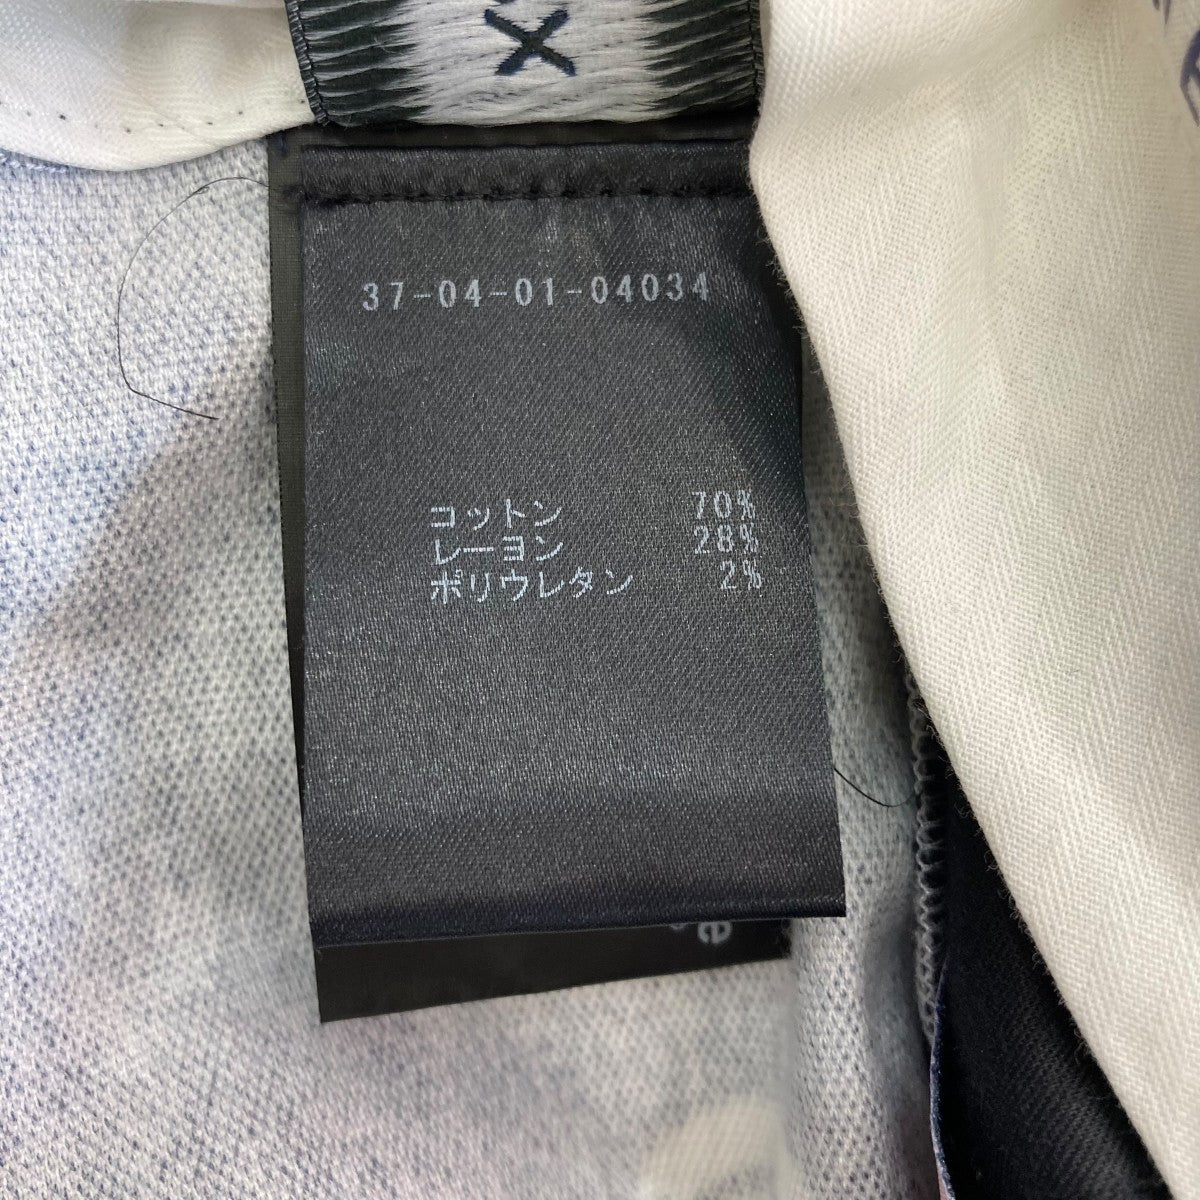 37-04-01-04034
コットン 70%
レーヨン 28%
ポリウレタン 2%